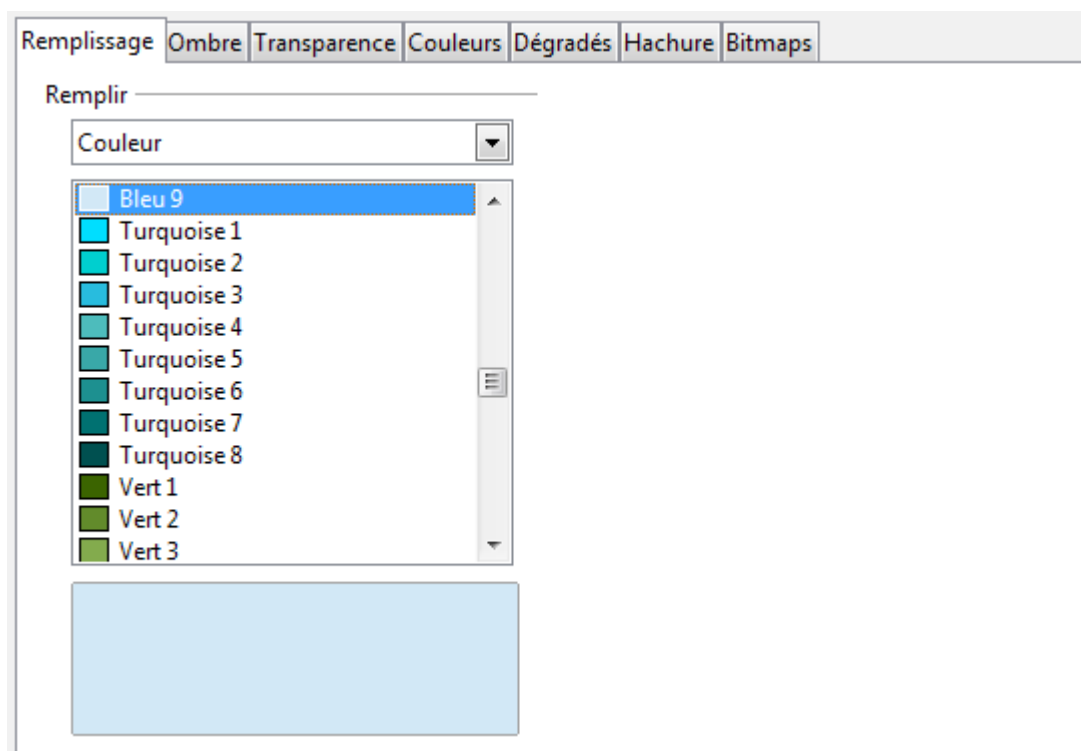 Remplissage Ombre Transparence Couleurs Dégradés Hachure Bitmaps
Remplir
Couleur
Bleu 9
Turquoise 1
Turquoise 2
Turquoise 3
Turquoise 4
Turquoise 5
Turquoise 6
Turquoise 7
Turquoise 8
Vert 1
Vert 2
Vert 3